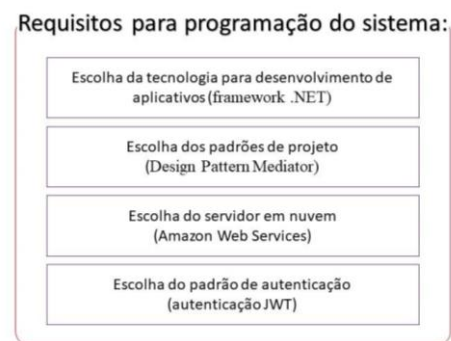 Requisitos para programação do sistema:
Escolha da tecnologia para desenvolvimento de
aplicativos (framework .NET)
Escolha dos padrões de projeto
(Design Pattern Mediator)
Escolha do servidor em nuvem
(Amazon Web Services)
Escolha do padrão de autenticação
(autenticação JWT)